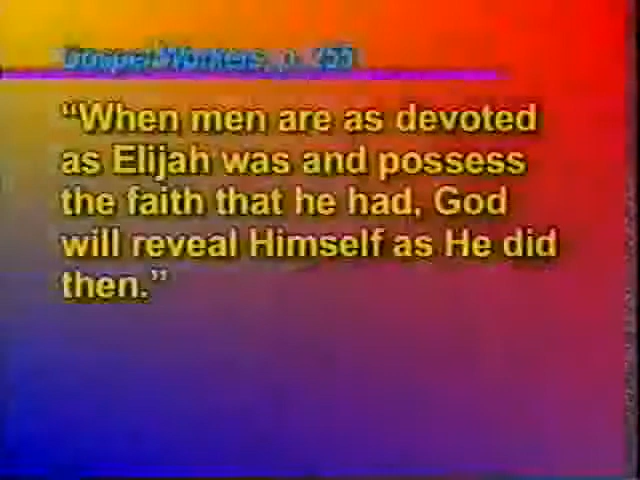 Gospel Workers, p. 255
“When men are as devoted
as Elijah was and possess
the faith that he had, God
will reveal Himself as He did
then.”